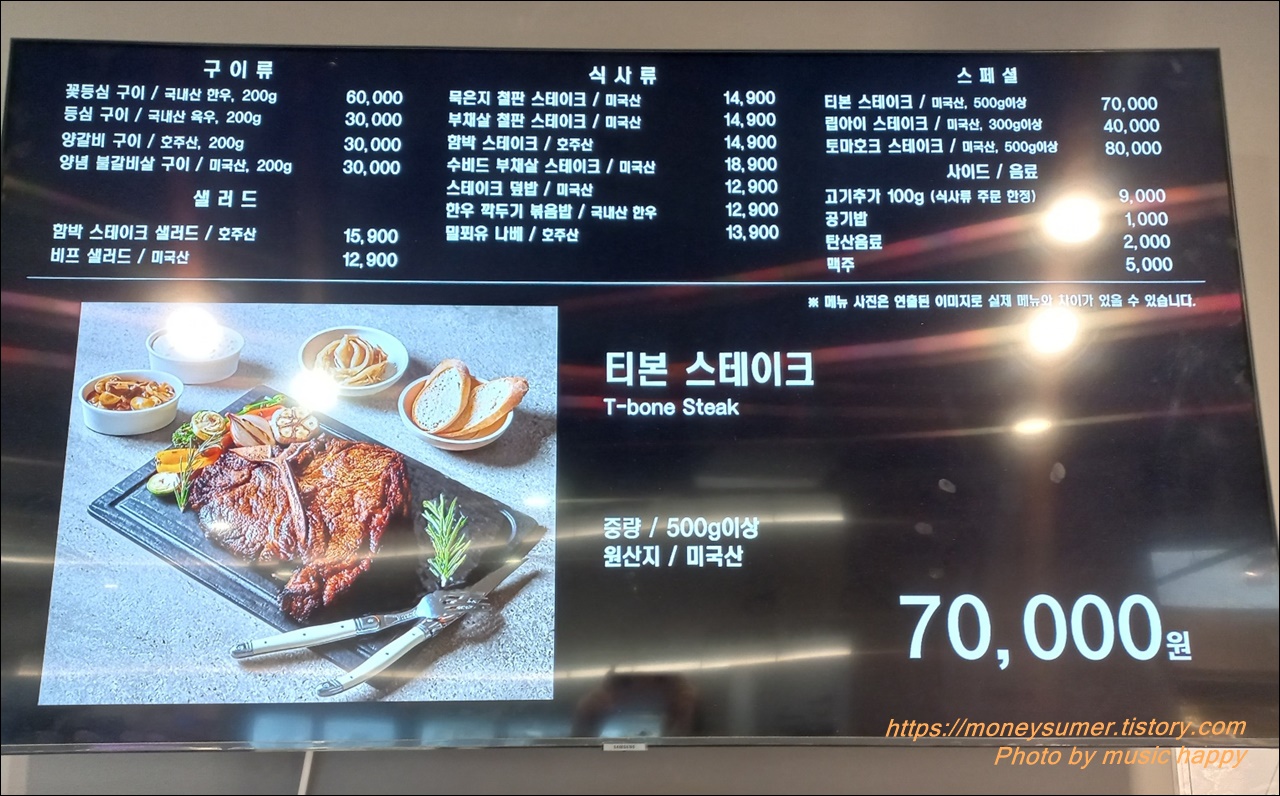 구이류
꽃등심 구이 / 국내산 한우, 200g 60,000
등심 구이 / 국내산 육우, 200g 30,000
양갈비 구이 / 호주산, 200g 30,000
양념 불갈비살 구이 / 미국산, 200g 30,000
샐러드
함박 스테이크 샐러드 / 호주산 15,900
비프 샐러드 / 미국산 12,900
식사류
묵은지 철판 스테이크 / 미국산 14,900
부채살 철판 스테이크 / 미국산 14,900
함박 스테이크 / 호주산 14,900
수비드 부채살 스테이크 / 미국산 18,900
스테이크 덮밥 / 미국산 12,900
한우 깍두기 볶음밥 / 국내산 한우 12,900
밀푀유 나베 / 호주산 13,900
스페셜
티본 스테이크 / 미국산, 500g이상 70,000
립아이 스테이크 / 미국산, 300g이상 40,000
토마호크 스테이크 / 미국산, 500g이상 80,000
사이드 / 음료
고기추가 100g (식사류 주문 한정) 9,000
공기밥 1,000
탄산음료 2,000
맥주 5,000
※ 메뉴 사진은 연출된 이미지로 실제 메뉴와 차이가 있을 수 있습니다.
티본 스테이크
T-bone Steak
중량 / 500g이상
원산지 / 미국산
70,000원
SAMSUNG
https://moneysumer.tistory.com
Photo by music happy